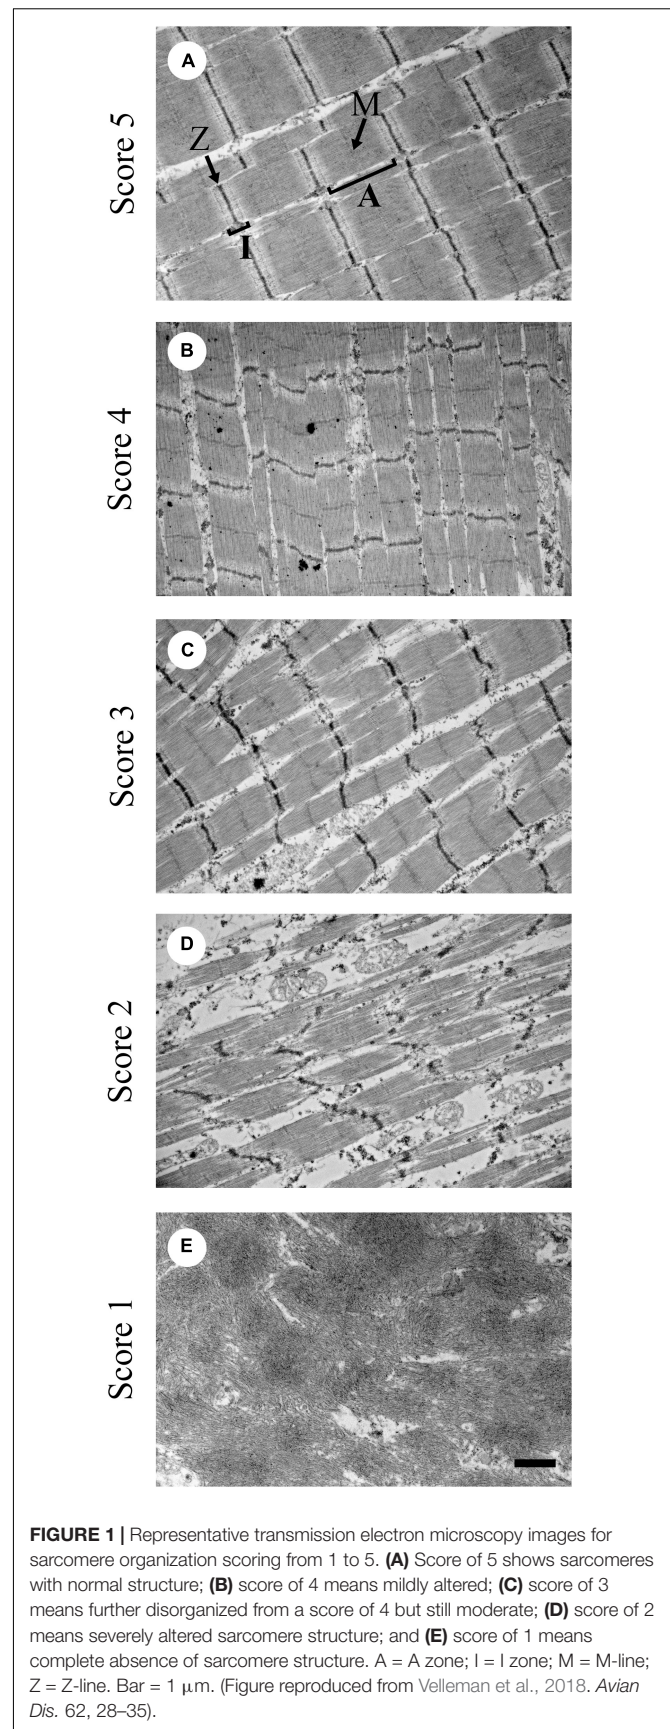 Score 5
A
Z
M
A
I
Score 4
B
Score 3
C
Score 2
D
Score 1
E
FIGURE 1 | Representative transmission electron microscopy images for
sarcomere organization scoring from 1 to 5. (A) Score of 5 shows sarcomeres
with normal structure; (B) score of 4 means mildly altered; (C) score of 3
means further disorganized from a score of 4 but still moderate; (D) score of 2
means severely altered sarcomere structure; and (E) score of 1 means
complete absence of sarcomere structure. A = A zone; I = I zone; M = M-line;
Z = Z-line. Bar = 1 μm. (Figure reproduced from Velleman et al., 2018. Avian
Dis. 62, 28–35).